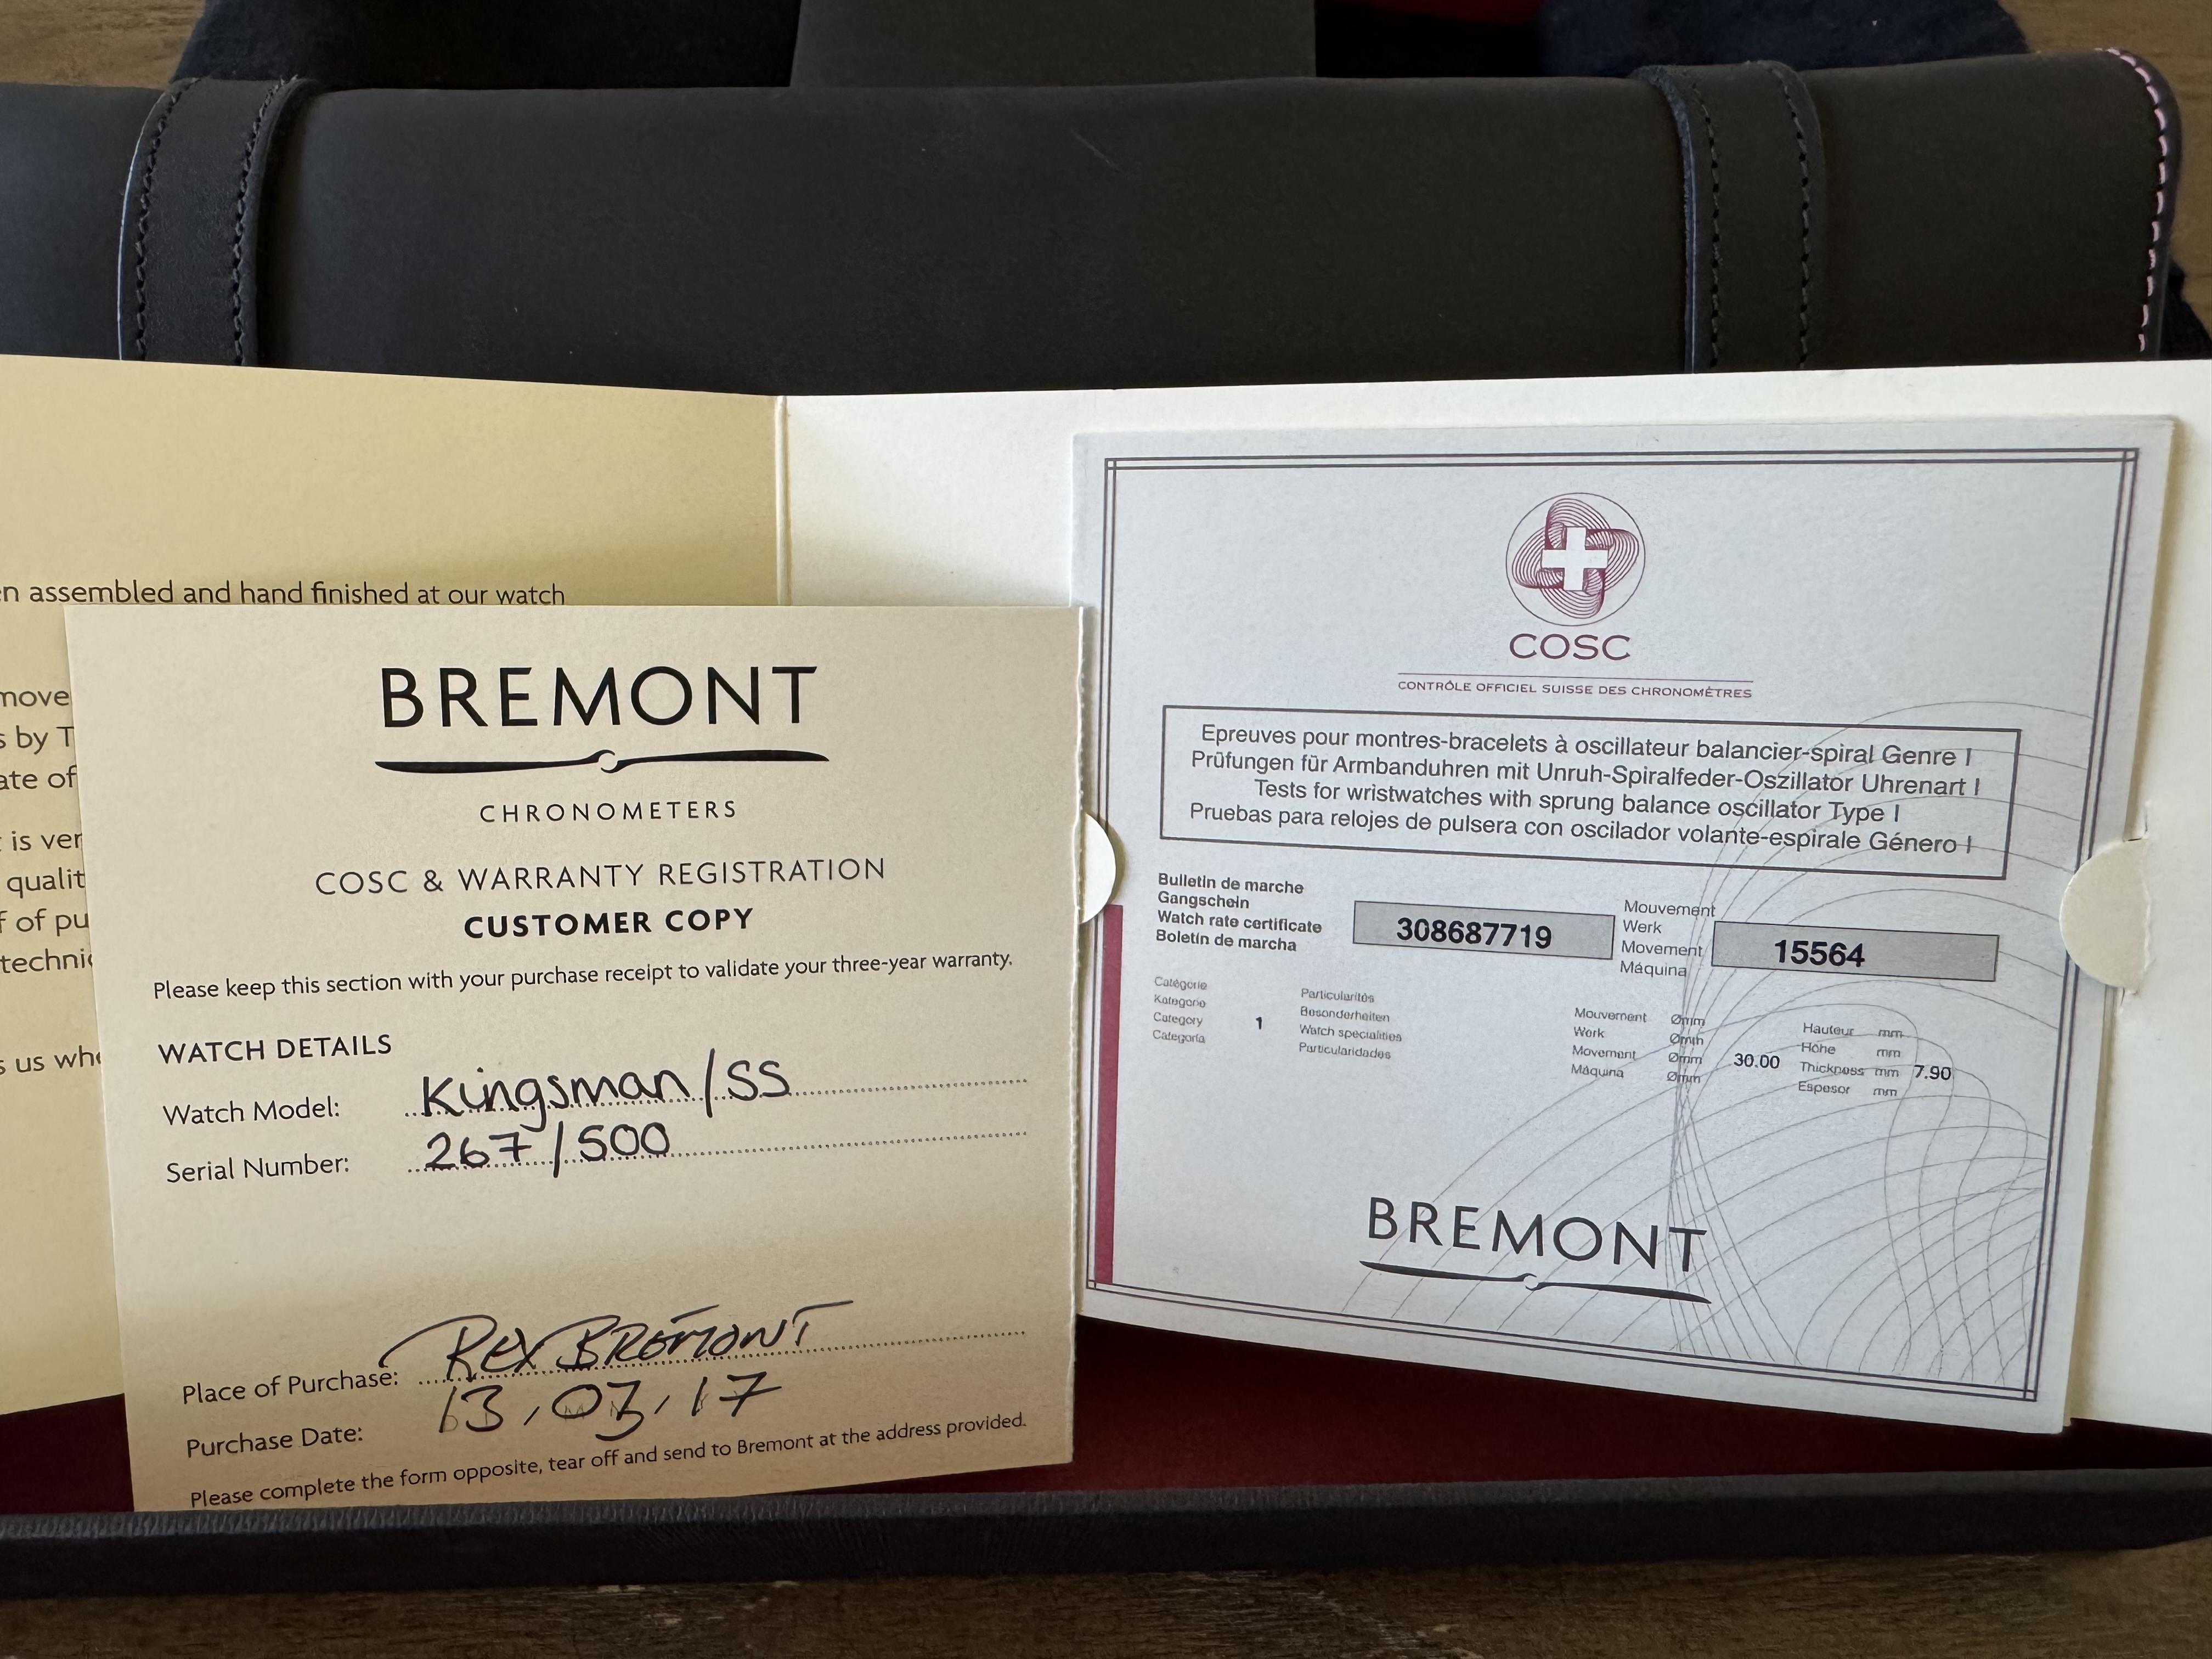 n assembled and hand finished at our watch
move
s by T
ate of
is ver
qualit
f of pu
techni
s us whe
BREMONT
CHRONOMETERS
COSC & WARRANTY REGISTRATION
CUSTOMER COPY
Please keep this section with your purchase receipt to validate your three-year warranty.
WATCH DETAILS
Watch Model: Kingsman/SS
Serial Number: 267/500
Place of Purchase: Rex Bremont
Purchase Date: 13.03.17
Please complete the form opposite, tear off and send to Bremont at the address provided.
COSC
CONTRÔLE OFFICIEL SUISSE DES CHRONOMÈTRES
Epreuves pour montres-bracelets à oscillateur balancier-spiral Genre I
Prüfungen für Armbanduhren mit Unruh-Spiralfeder-Oszillator Uhrenart I
Tests for wristwatches with sprung balance oscillator Type I
Pruebas para relojes de pulsera con oscilador volante-espirale Género I
Bulletin de marche
Gangschein
Watch rate certificate
Boletín de marcha
308687719
Mouvement
Werk
Movement
Máquina
15564
Catégorie
Kategorie
Category
Categoría
1
Particularités
Besonderheiten
Watch specialities
Particularidades
Mouvement Ømm
Werk Ømm
Movement Ømm
Máquina Ømm
30.00
Hauteur mm
Höhe mm
Thickness mm
Espesor mm
7.90
BREMONT